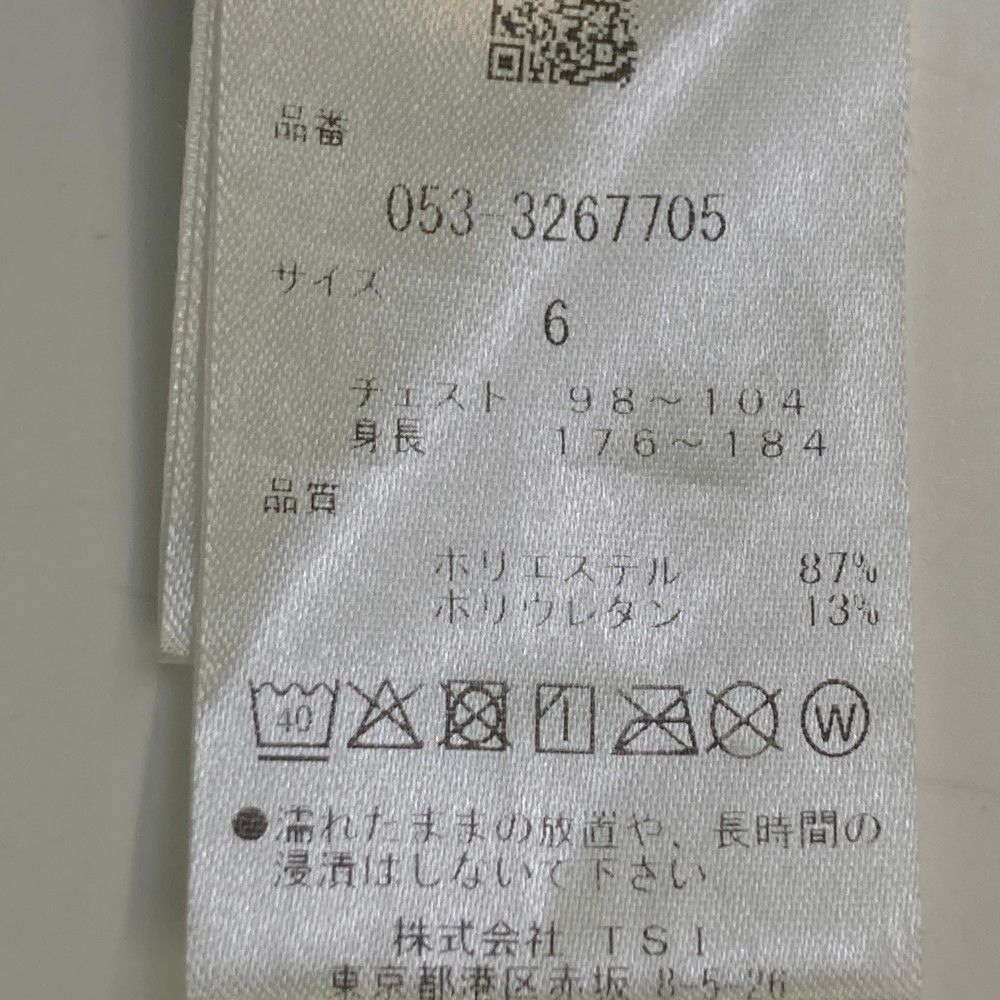 品番
053-3267705
サイズ
6
チェスト 98～104
身長 176～184
品質
ポリエステル 87%
ポリウレタン 13%
40
W
●濡れたままの放置や、長時間の
浸漬はしないで下さい
株式会社 TSI
東京都港区赤坂 8-5-26